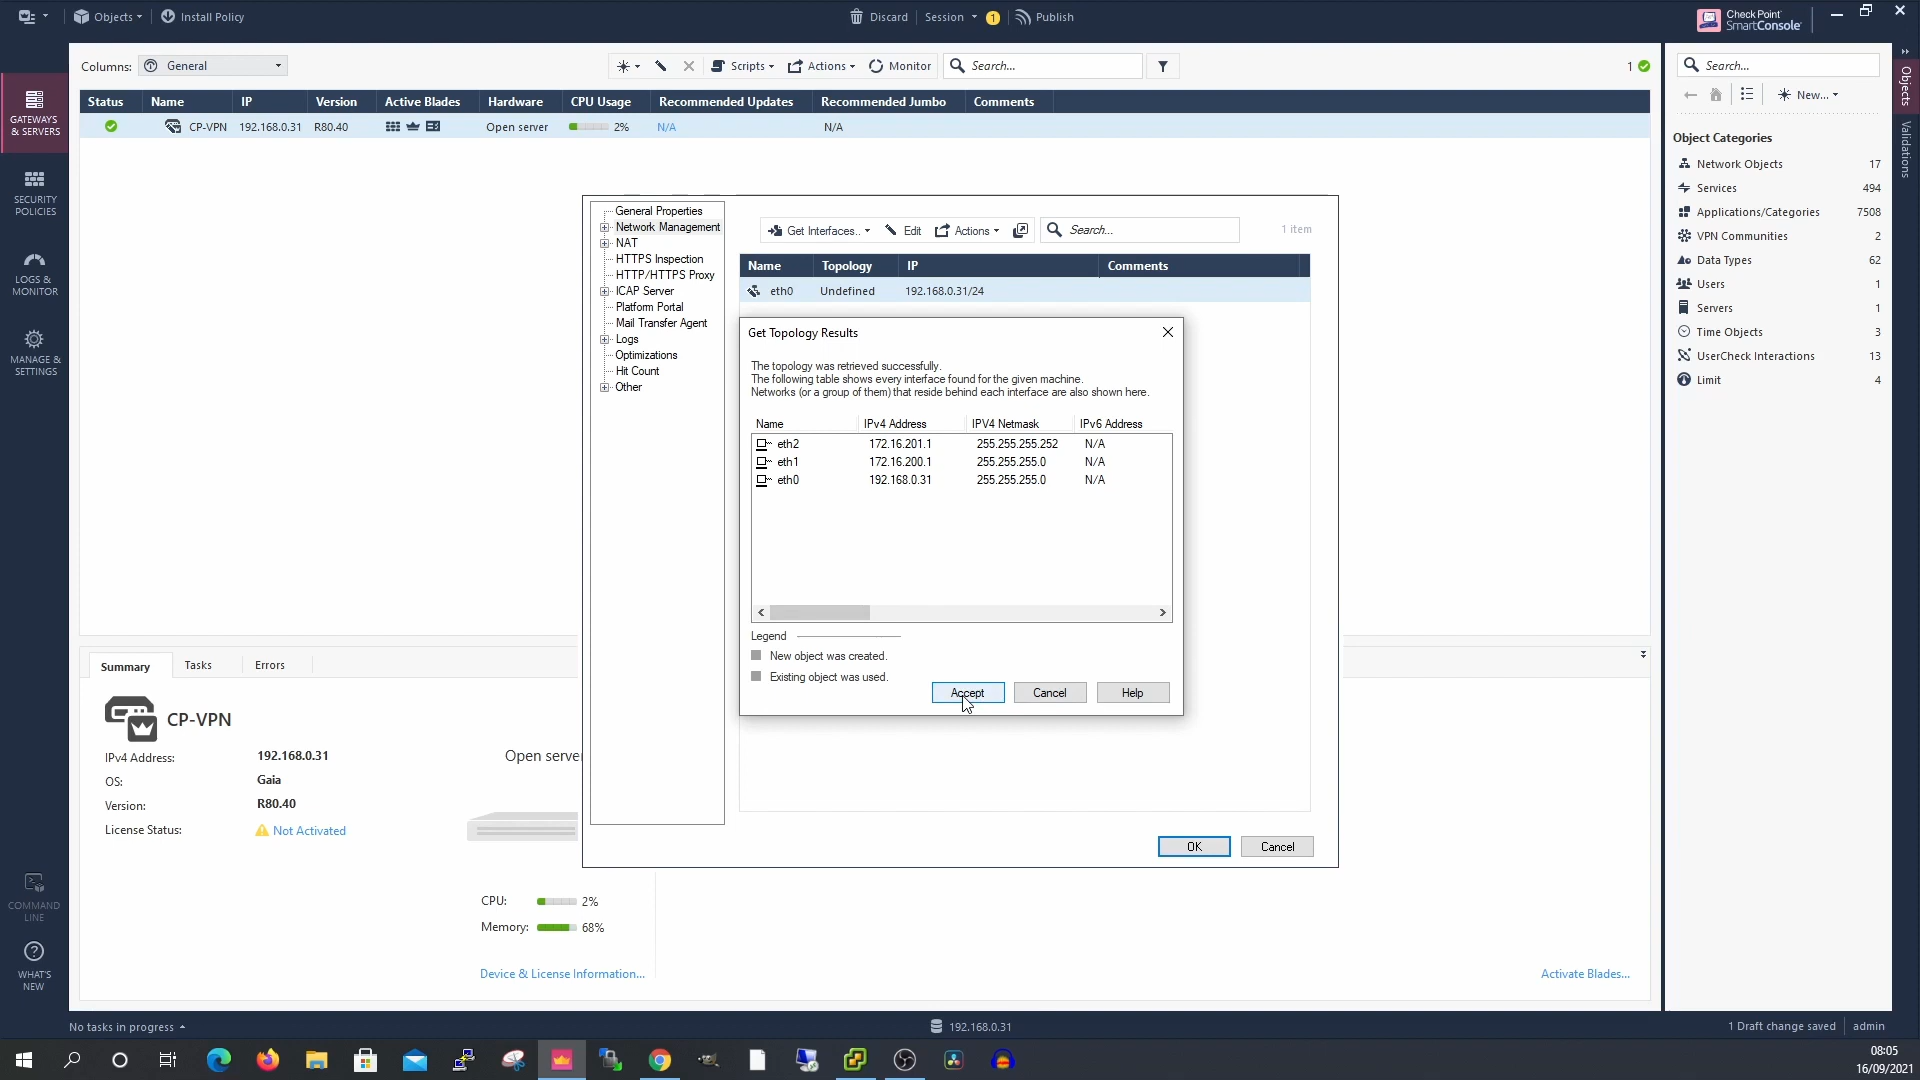 Objects
Install Policy
Discard
Session
1
Publish
Check Point
SmartConsole
Columns:
General
Scripts
Actions
Monitor
Search...
1
Status
Name
IP
Version
Active Blades
Hardware
CPU Usage
Recommended Updates
Recommended Jumbo
Comments
CP-VPN
192.168.0.31
R80.40
Open server
2%
N/A
N/A
GATEWAYS
& SERVERS
SECURITY
POLICIES
LOGS &
MONITOR
MANAGE &
SETTINGS
COMMAND
LINE
WHAT'S
NEW
General Properties
Network Management
NAT
HTTPS Inspection
HTTP/HTTPS Proxy
ICAP Server
Platform Portal
Mail Transfer Agent
Logs
Optimizations
Hit Count
Other
Get Interfaces..
Edit
Actions
Search...
1 item
Name
Topology
IP
Comments
eth0
Undefined
192.168.0.31/24
Get Topology Results
The topology was retrieved successfully.
The following table shows every interface found for the given machine.
Networks (or a group of them) that reside behind each interface are also shown here.
Name
IPv4 Address
IPV4 Netmask
IPv6 Address
eth2
172.16.201.1
255.255.255.252
N/A
eth1
172.16.200.1
255.255.255.0
N/A
eth0
192.168.0.31
255.255.255.0
N/A
Legend
New object was created.
Existing object was used.
Accept
Cancel
Help
OK
Cancel
Summary
Tasks
Errors
CP-VPN
IPv4 Address:
192.168.0.31
OS:
Gaia
Version:
R80.40
License Status:
Not Activated
Open server
CPU:
2%
Memory:
68%
Device & License Information...
Activate Blades...
Search...
New...
Object Categories
Network Objects
17
Services
494
Applications/Categories
7508
VPN Communities
2
Data Types
62
Users
1
Servers
1
Time Objects
3
UserCheck Interactions
13
Limit
4
Objects
Validations
No tasks in progress
192.168.0.31
1 Draft change saved
admin
08:05
16/09/2021